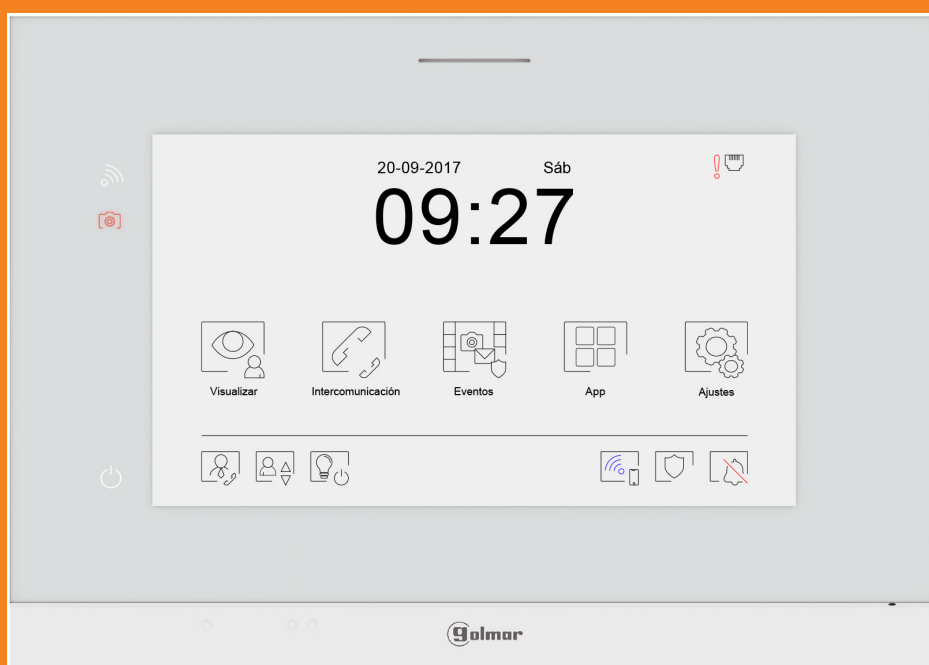 20-09-2017 Sáb
09:27
Visualizar Intercomunicación Eventos App Ajustes
golmar